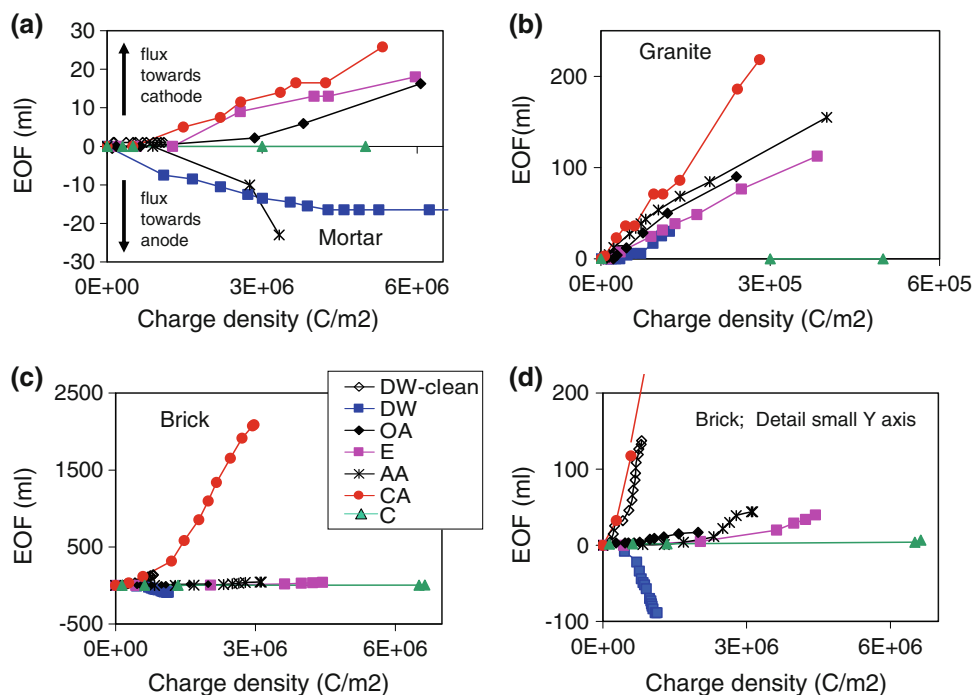 (a)
30
20
10
0
-10
-20
-30
EOF (ml)
flux
towards
cathode
flux
towards
anode
Mortar
0E+00
3E+06
6E+06
Charge density (C/m2)
(b)
Granite
200
100
0
EOF (ml)
0E+00
3E+05
6E+05
Charge density (C/m2)
(c)
2500
1500
500
-500
EOF (ml)
Brick
DW-clean
DW
OA
E
AA
CA
C
0E+00
3E+06
6E+06
Charge density (C/m2)
(d)
200
100
0
-100
EOF (ml)
Brick; Detail small Y axis
0E+00
3E+06
6E+06
Charge density (C/m2)